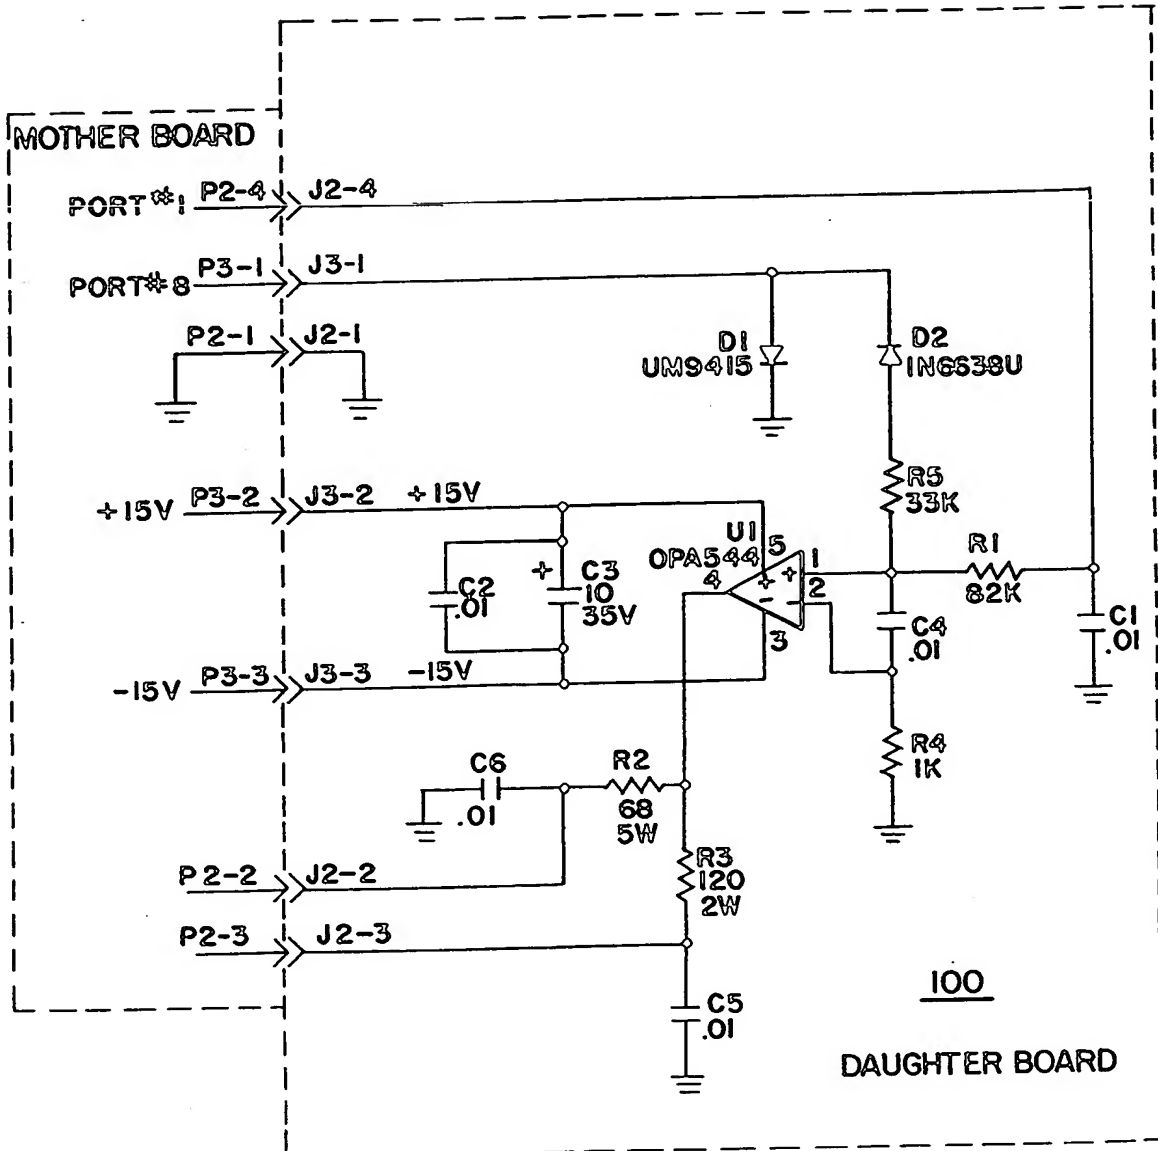 MOTHER BOARD
PORT #1 P2-4 J2-4
PORT #8 P3-1 J3-1
P2-1 J2-1
D1
UM9415
D2
1N6638U
+15V P3-2 J3-2 +15V
R5
33K
U1
OPA544
5
4
1
2
3
+
-
+
-
R1
82K
C2
.01
+
C3
10
35V
C4
.01
C1
.01
-15V P3-3 J3-3 -15V
R4
1K
C6
.01
R2
68
5W
R3
120
2W
P2-2 J2-2
P2-3 J2-3
C5
.01
100
DAUGHTER BOARD